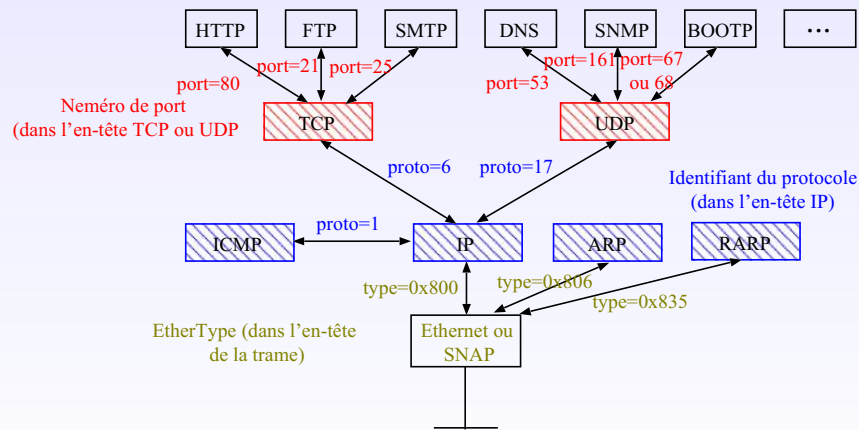 HTTP
FTP
SMTP
DNS
SNMP
BOOTP
...
port=80
port=21
port=25
port=53
port=161
port=67
ou 68
Neméro de port
(dans l'en-tête TCP ou UDP
TCP
UDP
proto=6
proto=17
Identifiant du protocole
(dans l'en-tête IP)
ICMP
proto=1
IP
ARP
RARP
type=0x800
type=0x806
type=0x835
EtherType (dans l'en-tête
de la trame)
Ethernet ou
SNAP